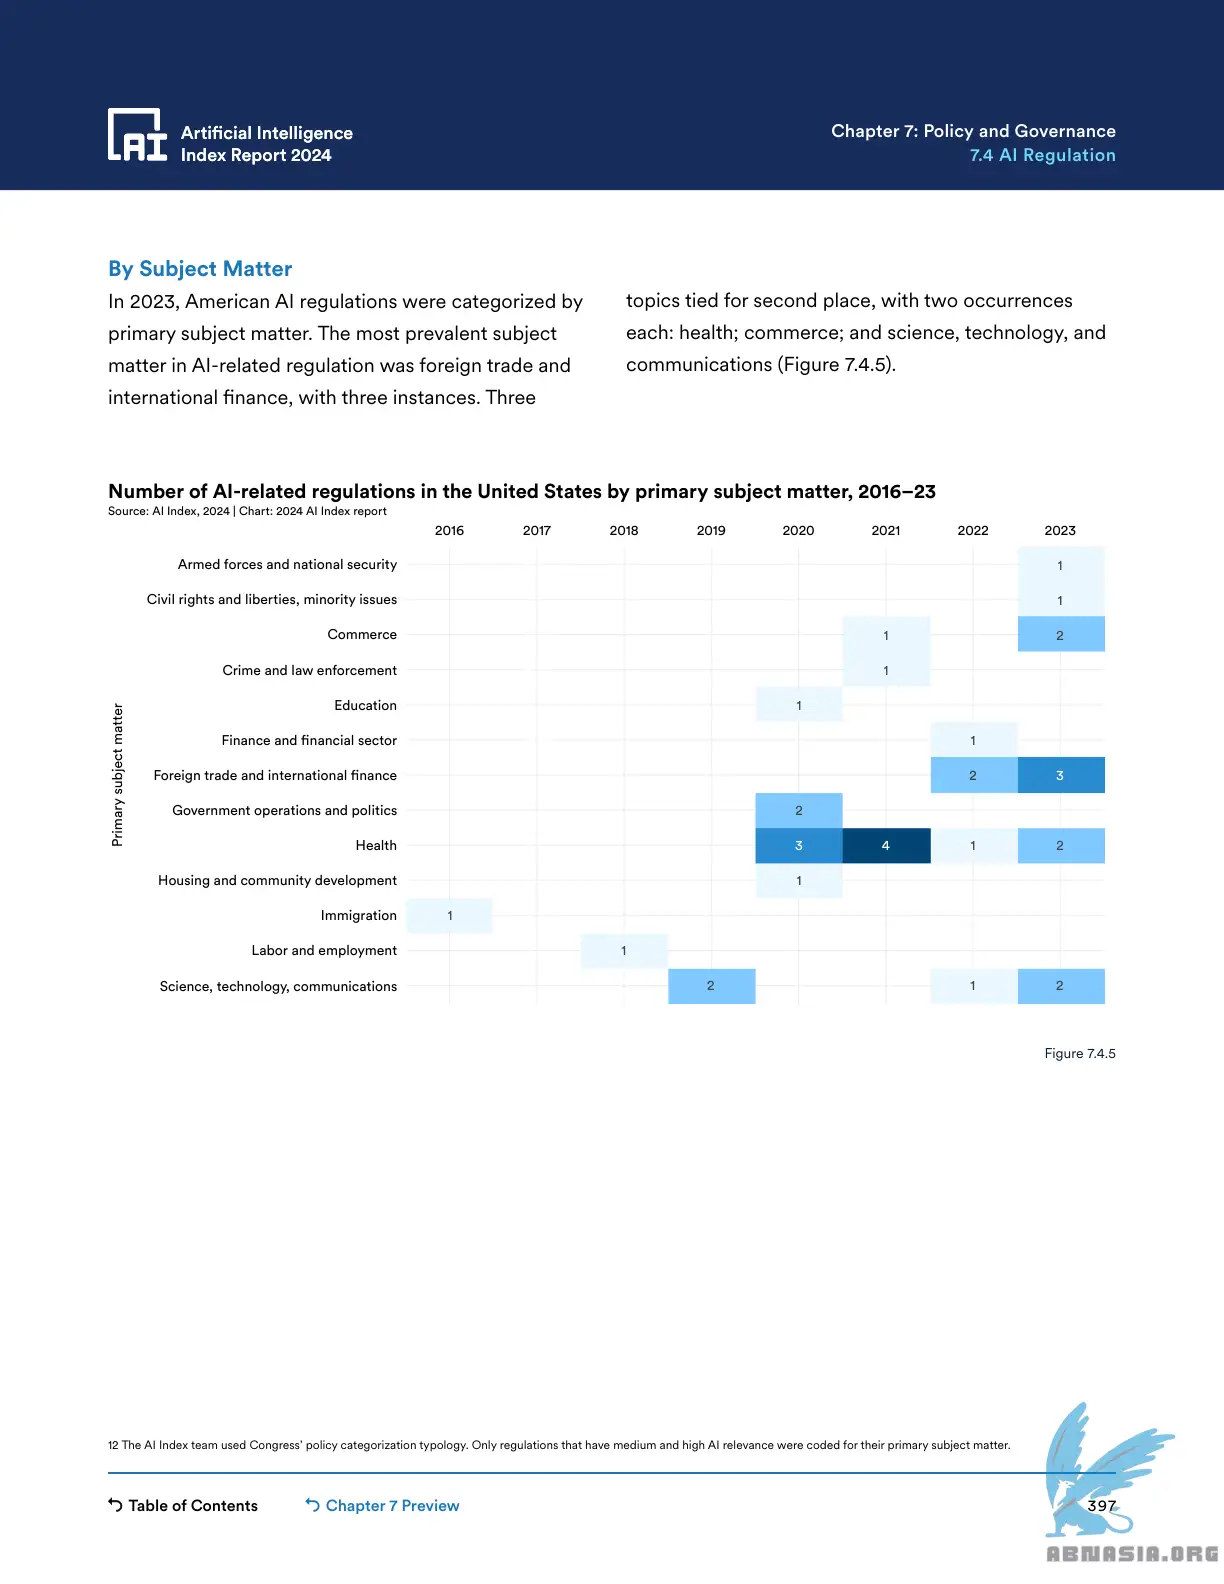 Artificial Intelligence
Index Report 2024
Chapter 7: Policy and Governance
7.4 AI Regulation
By Subject Matter
In 2023, American AI regulations were categorized by
primary subject matter. The most prevalent subject
matter in AI-related regulation was foreign trade and
international finance, with three instances. Three
topics tied for second place, with two occurrences
each: health; commerce; and science, technology, and
communications (Figure 7.4.5).
Number of AI-related regulations in the United States by primary subject matter, 2016–23
Source: AI Index, 2024 | Chart: 2024 AI Index report
2016 2017 2018 2019 2020 2021 2022 2023
Primary subject matter
Armed forces and national security 1
Civil rights and liberties, minority issues 1
Commerce 1 2
Crime and law enforcement 1
Education 1
Finance and financial sector 1
Foreign trade and international finance 2 3
Government operations and politics 2
Health 3 4 1 2
Housing and community development 1
Immigration 1
Labor and employment 1
Science, technology, communications 2 1 2
Figure 7.4.5
12 The AI Index team used Congress’ policy categorization typology. Only regulations that have medium and high AI relevance were coded for their primary subject matter.
Table of Contents
Chapter 7 Preview
397
ABNASIA.ORG